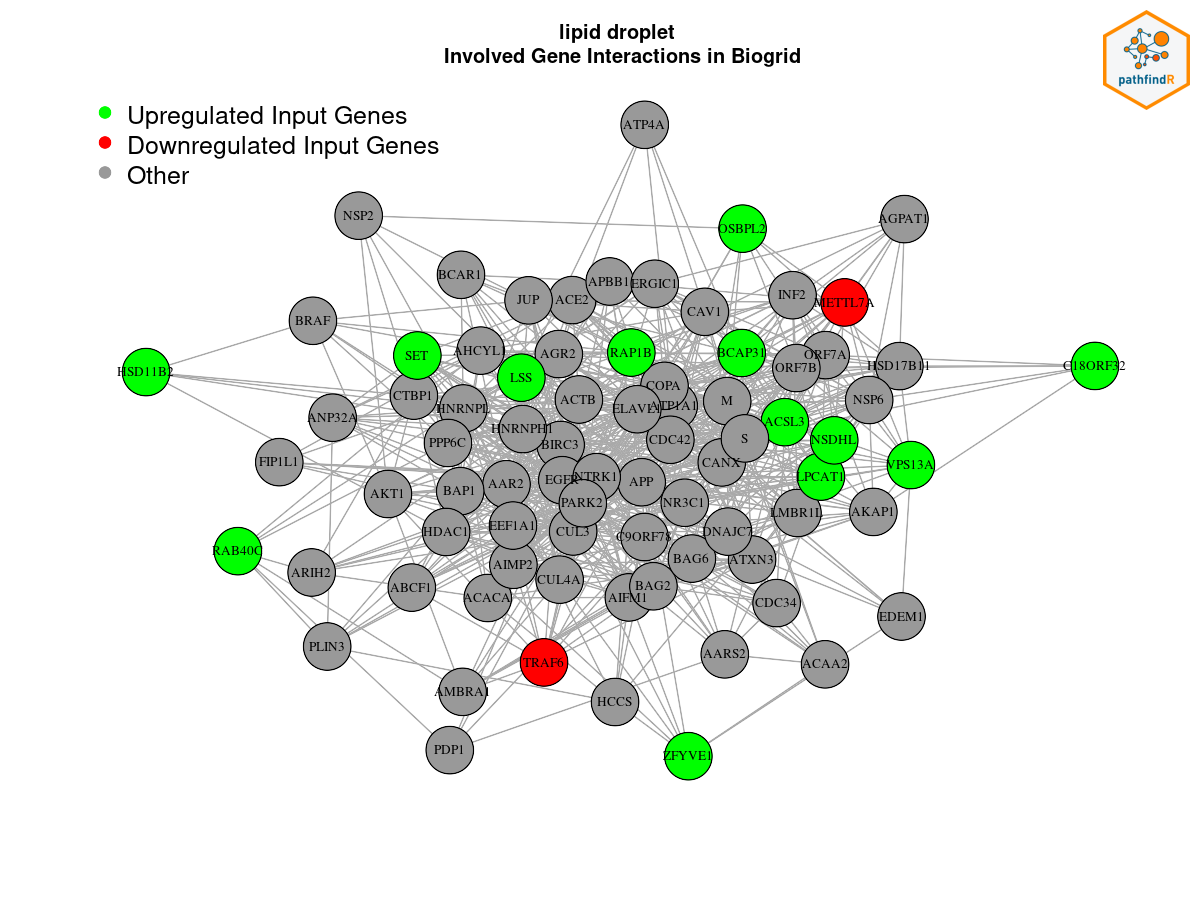 lipid droplet
Involved Gene Interactions in Biogrid
pathfindR
Upregulated Input Genes
Downregulated Input Genes
Other
ATP4A
NSP2
OSBPL2
AGPAT1
BCAR1
APBB1
ERGIC1
INF2
JUP
ACE2
CAV1
METTL7A
BRAF
SET
AHCYL1
AGR2
RAP1B
BCAP31
ORF7A
ORF7B
HSD17B11
C18ORF32
HSD11B2
LSS
COPA
CTBP1
HNRNPL
ACTB
ELAVL1
ATP1A1
M
NSP6
ANP32A
PPP6C
HNRNPH1
BIRC3
CDC42
S
ACSL3
NSDHL
FIP1L1
CANX
LPCAT1
VPS13A
AKT1
BAP1
AAR2
EGFR
NTRK1
APP
PARK2
NR3C1
LMBR1L
AKAP1
HDAC1
EEF1A1
CUL3
C9ORF78
DNAJC7
RAB40C
ARIH2
ABCF1
AIMP2
CUL4A
BAG6
ATXN3
ACACA
AIFM1
BAG2
CDC34
EDEM1
PLIN3
TRAF6
AARS2
ACAA2
AMBRA1
HCCS
PDP1
ZFYVE1